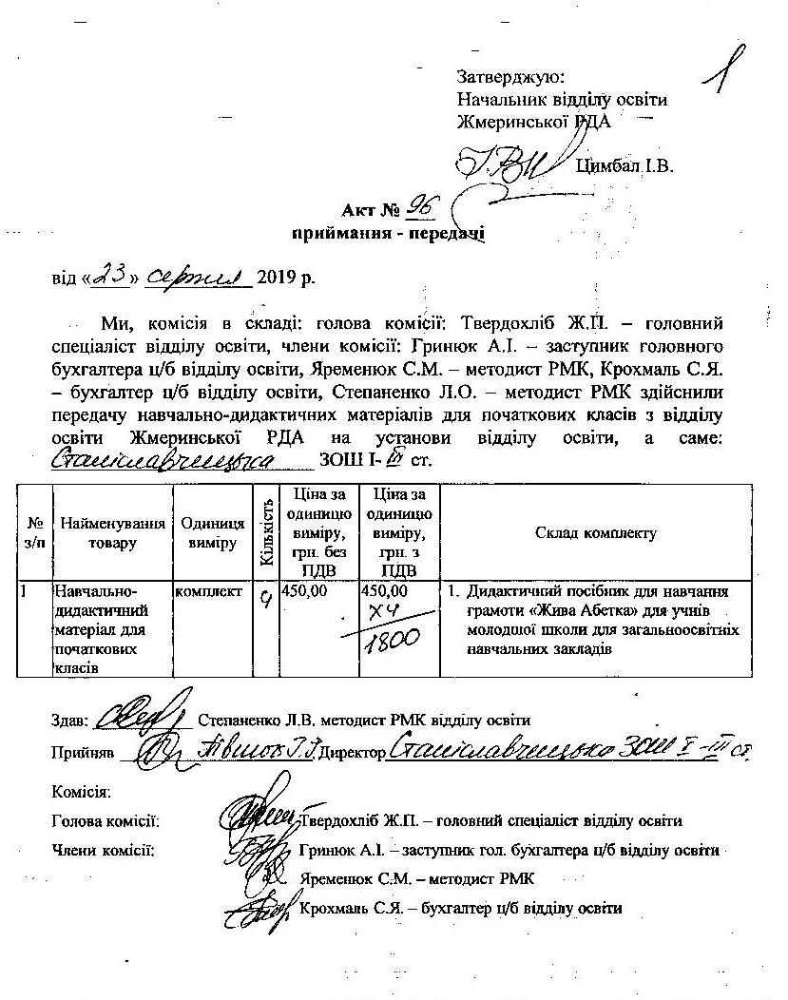 1
Затверджую:
Начальник відділу освіти
Жмеринської РДА
Цимбал І.В.
Акт № 96
приймання - передачі
від «23» серпня 2019 р.
Ми, комісія в складі: голова комісії: Твердохліб Ж.П. – головний
спеціаліст відділу освіти, члени комісії: Гринюк А.І. – заступник головного
бухгалтера ц/б відділу освіти, Яременюк С.М. – методист РМК, Крохмаль С.Я.
– бухгалтер ц/б відділу освіти, Степаненко Л.О. – методист РМК здійснили
передачу навчально-дидактичних матеріалів для початкових класів з відділу
освіти Жмеринської РДА на установи відділу освіти, а саме:
Станіславчицька ЗОШ І-ІІІ ст.
№ з/п
Найменування товару
Одиниця виміру
Кількість
Ціна за одиницю виміру, грн. без ПДВ
Ціна за одиницю виміру, грн. з ПДВ
Склад комплекту
1
Навчально-
дидактичний
матеріал для
початкових
класів
комплект
4
450,00
450,00
х4
1800
1. Дидактичний посібник для навчання
грамоти «Жива Абетка» для учнів
молодшої школи для загальноосвітніх
навчальних закладів
Здав: Степаненко Л.В. методист РМК відділу освіти
Прийняв Директор Станіславчицька ЗОШ І-ІІІ ст
Комісія:
Голова комісії: Твердохліб Ж.П. – головний спеціаліст відділу освіти
Члени комісії: Гринюк А.І. – заступник гол. бухгалтера ц/б відділу освіти
Яременюк С.М. – методист РМК
Крохмаль С.Я. – бухгалтер ц/б відділу освіти